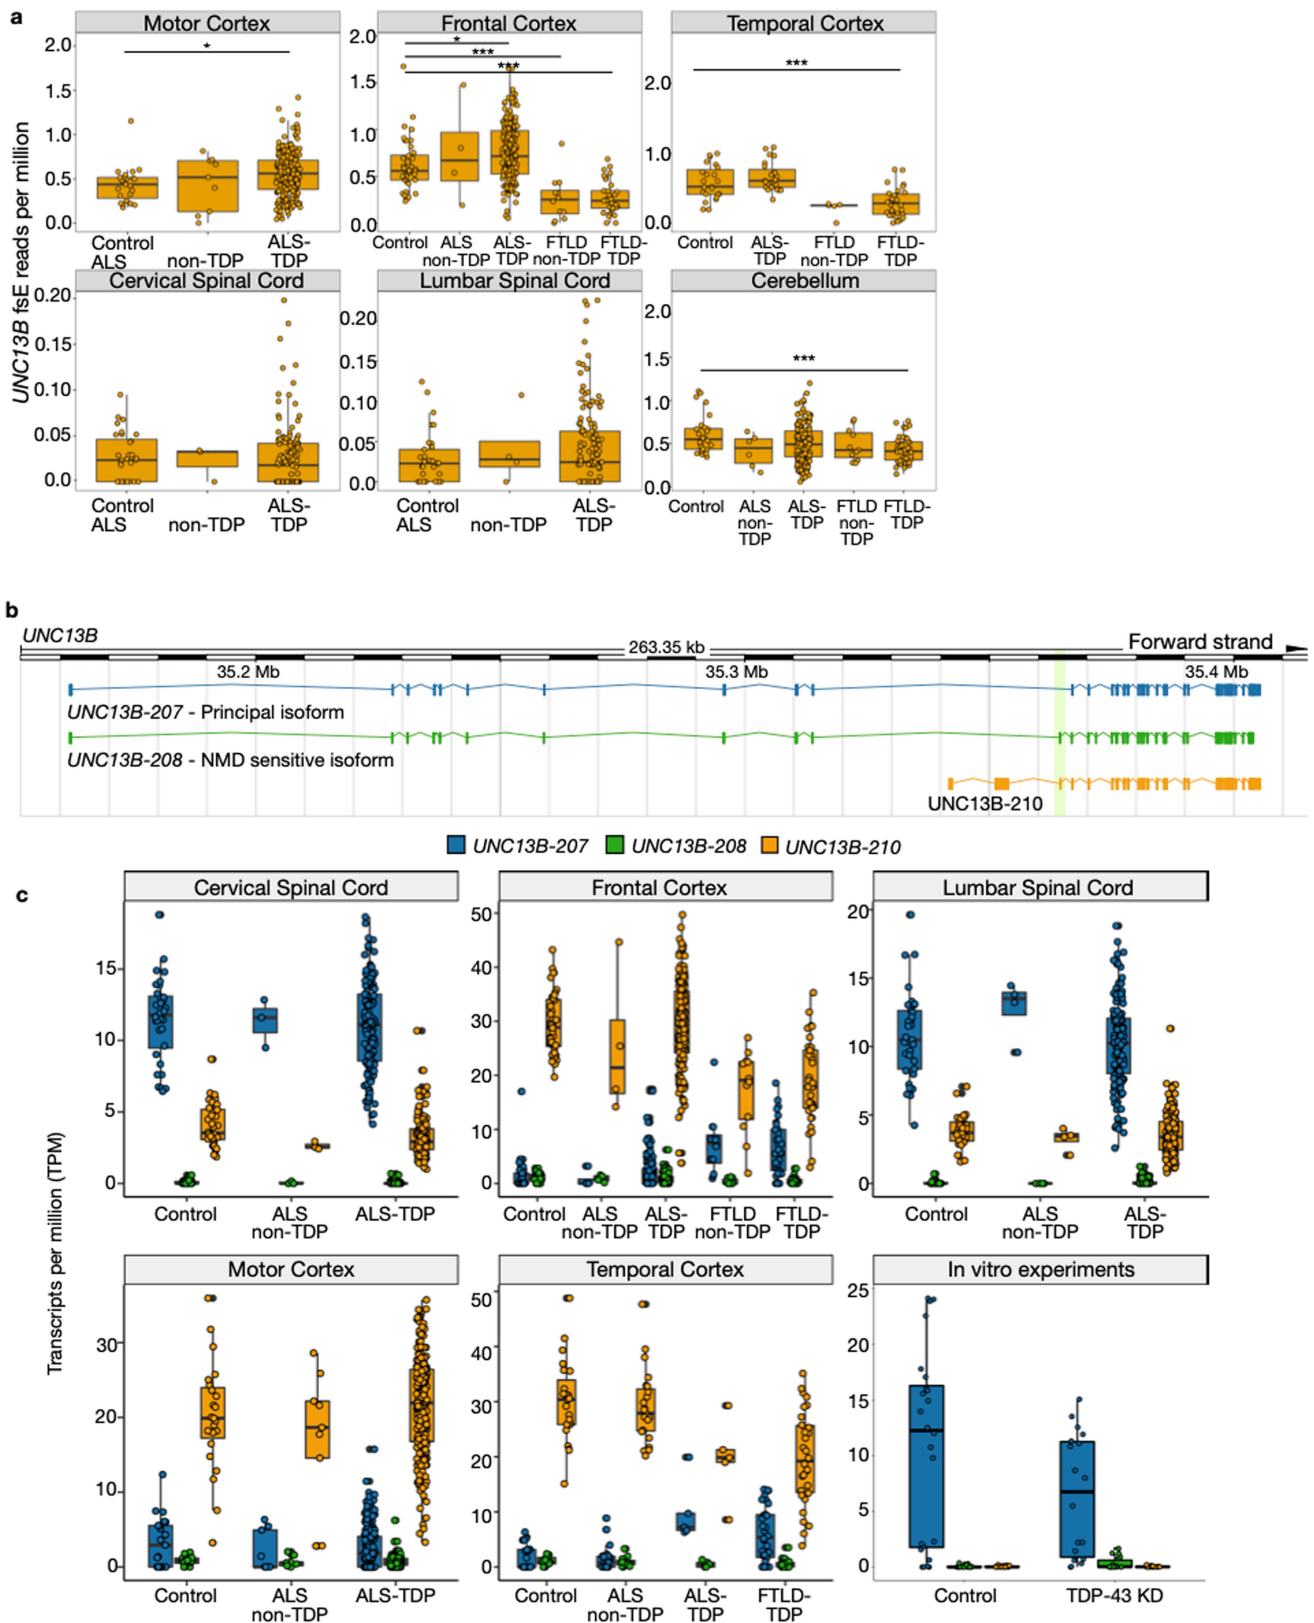 a
Motor Cortex
Frontal Cortex
Temporal Cortex
UNC13B fsE reads per million
2.0
1.5
1.0
0.5
0.0
*
Control
ALS
non-TDP
ALS-
TDP
2.0
1.5
1.0
0.5
0.0
*
***
***
Control
ALS
non-TDP
ALS-
TDP
FTLD
non-TDP
FTLD-
TDP
2.0
1.0
0.0
***
Control
ALS-
TDP
FTLD
non-TDP
FTLD-
TDP
Cervical Spinal Cord
Lumbar Spinal Cord
Cerebellum
0.20
0.15
0.10
0.05
0.0
Control
ALS
non-TDP
ALS-
TDP
0.20
0.15
0.10
0.05
0.0
Control
ALS
non-TDP
ALS-
TDP
2.0
1.5
1.0
0.5
0.0
***
Control
ALS
non-
TDP
ALS-
TDP
FTLD
non-
TDP
FTLD-
TDP
b
UNC13B
263.35 kb
Forward strand
35.2 Mb
35.3 Mb
35.4 Mb
UNC13B-207 - Principal isoform
UNC13B-208 - NMD sensitive isoform
UNC13B-210
UNC13B-207
UNC13B-208
UNC13B-210
c
Transcripts per million (TPM)
Cervical Spinal Cord
Frontal Cortex
Lumbar Spinal Cord
15
10
5
0
Control
ALS
non-TDP
ALS-TDP
50
40
30
20
10
0
Control
ALS
non-TDP
ALS-
TDP
FTLD
non-TDP
FTLD-
TDP
20
15
10
5
0
Control
ALS
non-TDP
ALS-
TDP
Motor Cortex
Temporal Cortex
In vitro experiments
30
20
10
0
Control
ALS
non-TDP
ALS-TDP
50
40
30
20
10
0
Control
ALS
non-TDP
ALS-
TDP
FTLD-
TDP
25
20
15
10
5
0
Control
TDP-43 KD